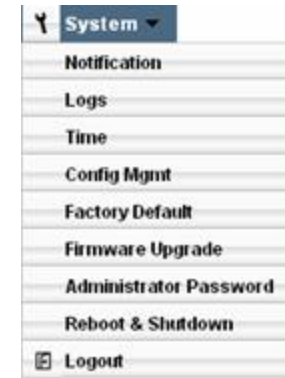 System
Notification
Logs
Time
Config Mgmt
Factory Default
Firmware Upgrade
Administrator Password
Reboot & Shutdown
Logout